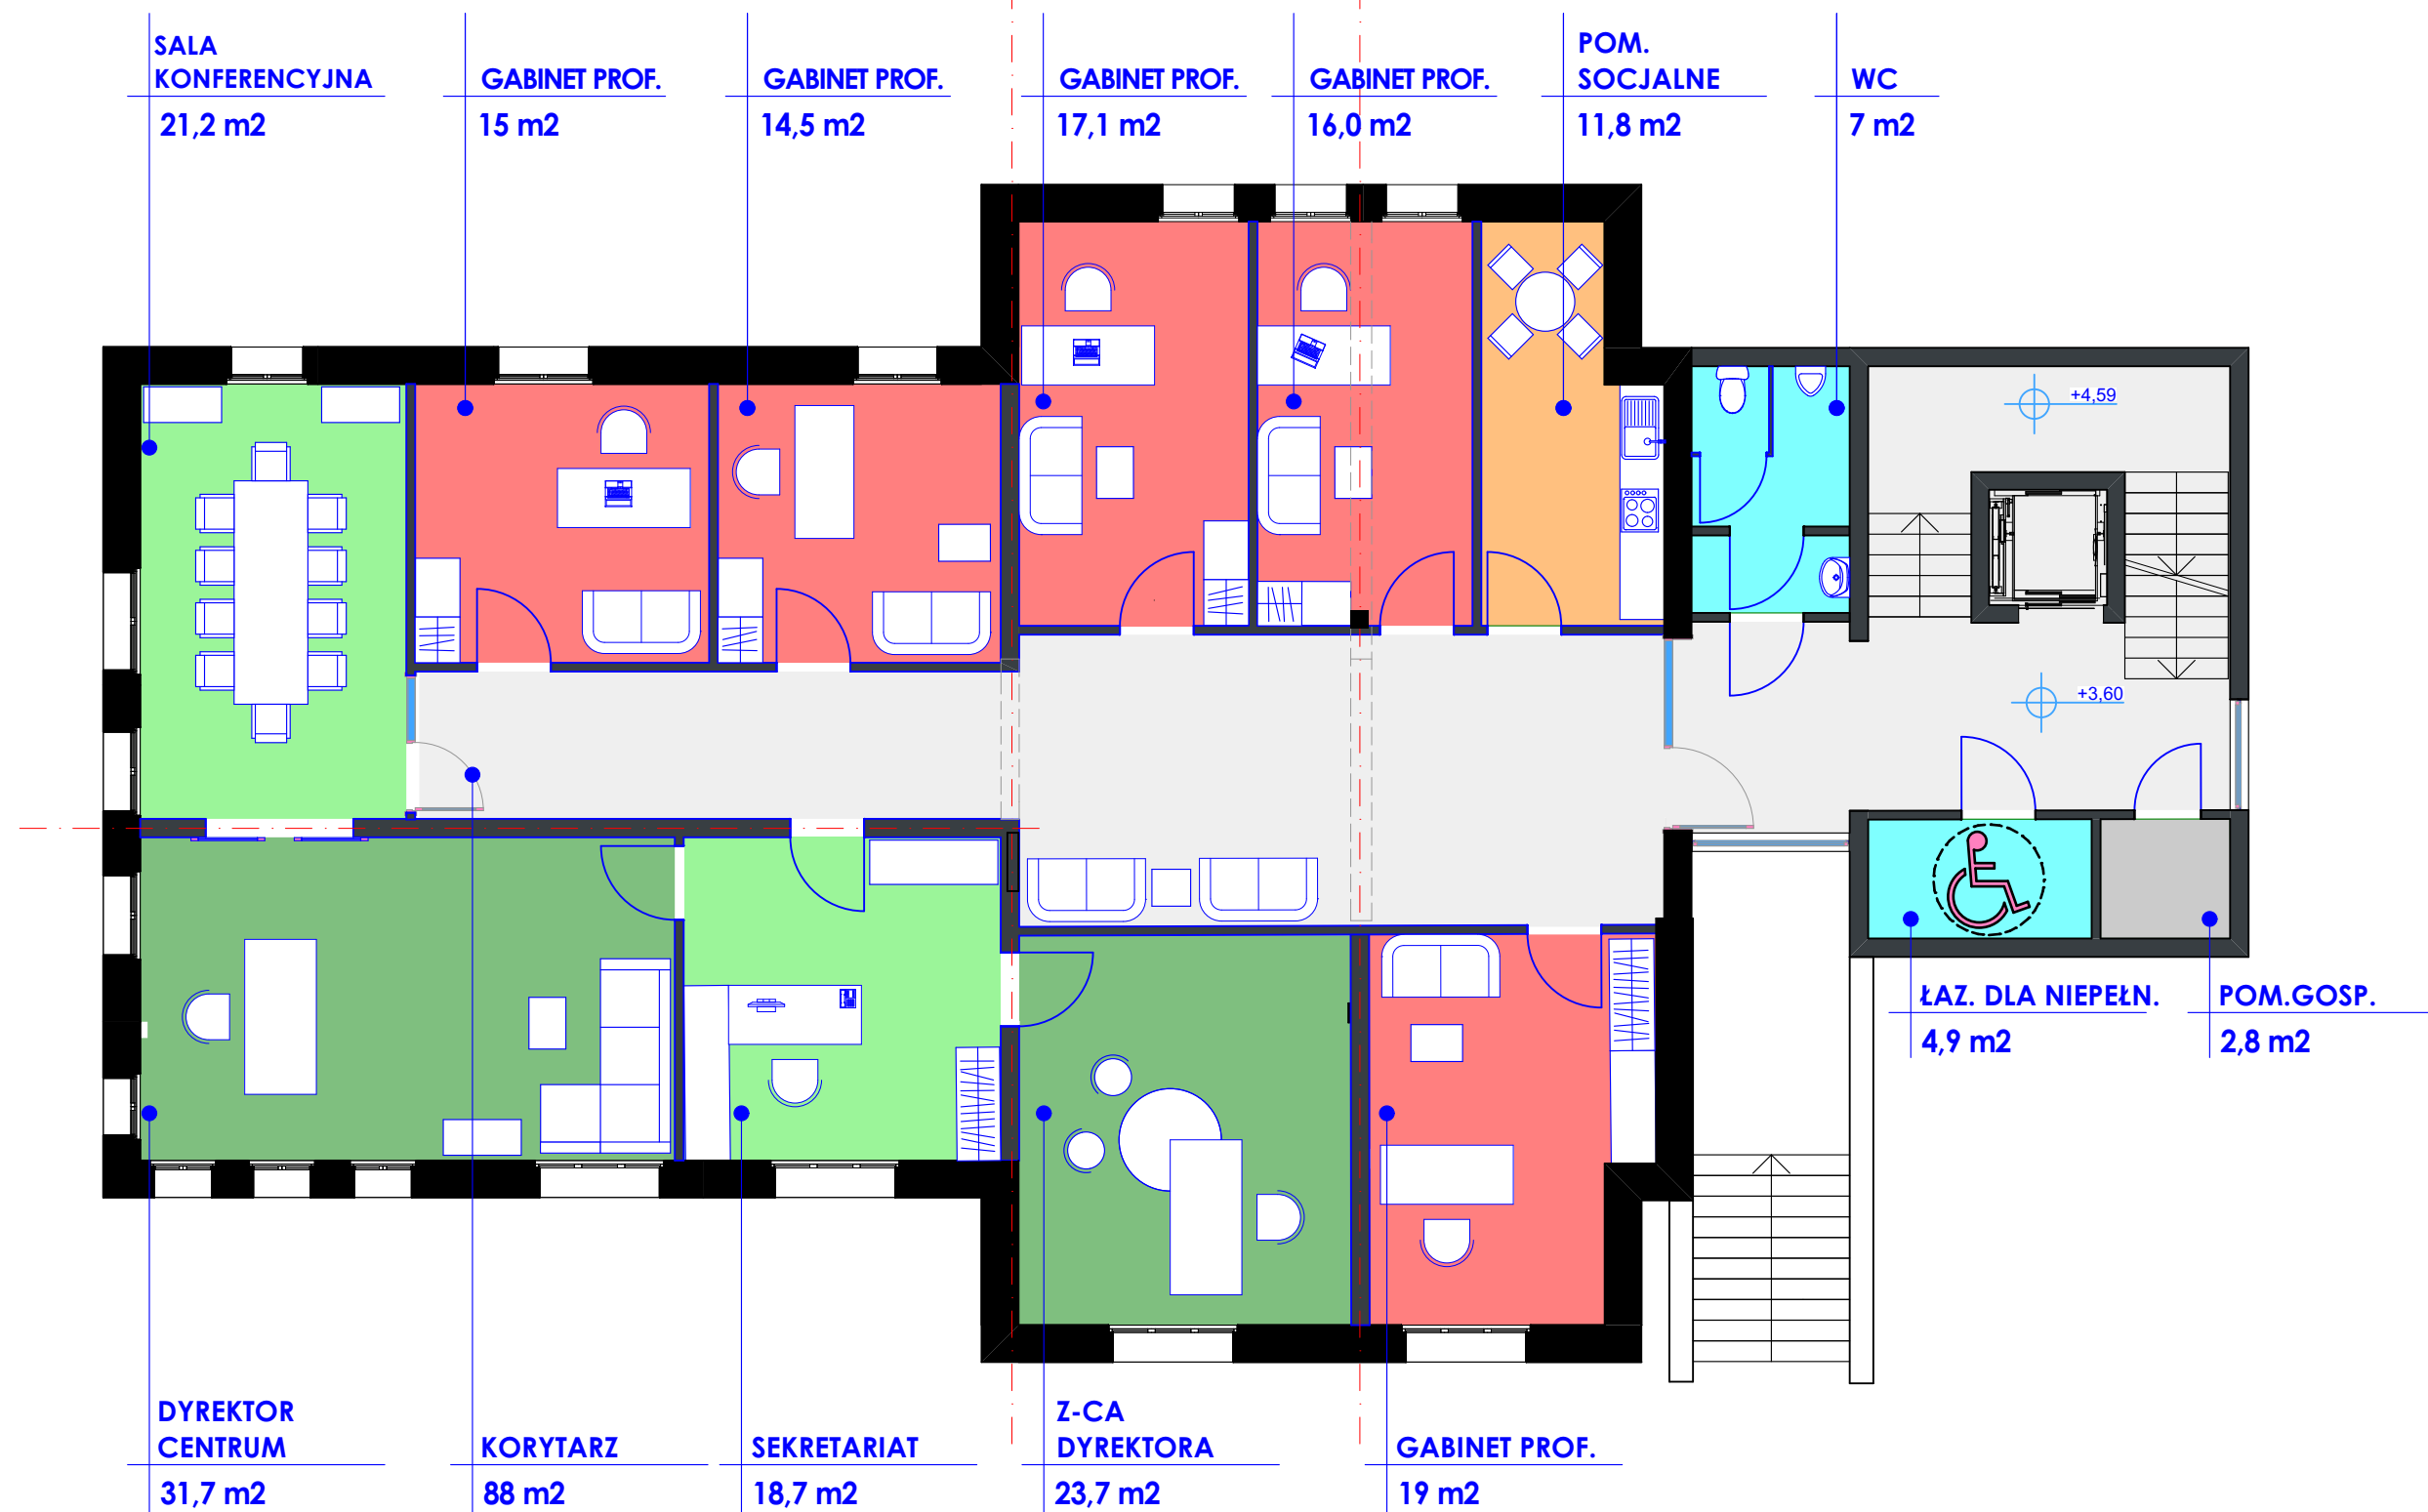 SALA
KONFERENCYJNA
21,2 m2
GABINET PROF.
15 m2
GABINET PROF.
14,5 m2
GABINET PROF.
17,1 m2
GABINET PROF.
16,0 m2
POM.
SOCJALNE
11,8 m2
WC
7 m2
+4,59
+3,60
ŁAZ. DLA NIEPEŁN.
4,9 m2
POM.GOSP.
2,8 m2
DYREKTOR
CENTRUM
31,7 m2
KORYTARZ
88 m2
SEKRETARIAT
18,7 m2
Z-CA
DYREKTORA
23,7 m2
GABINET PROF.
19 m2